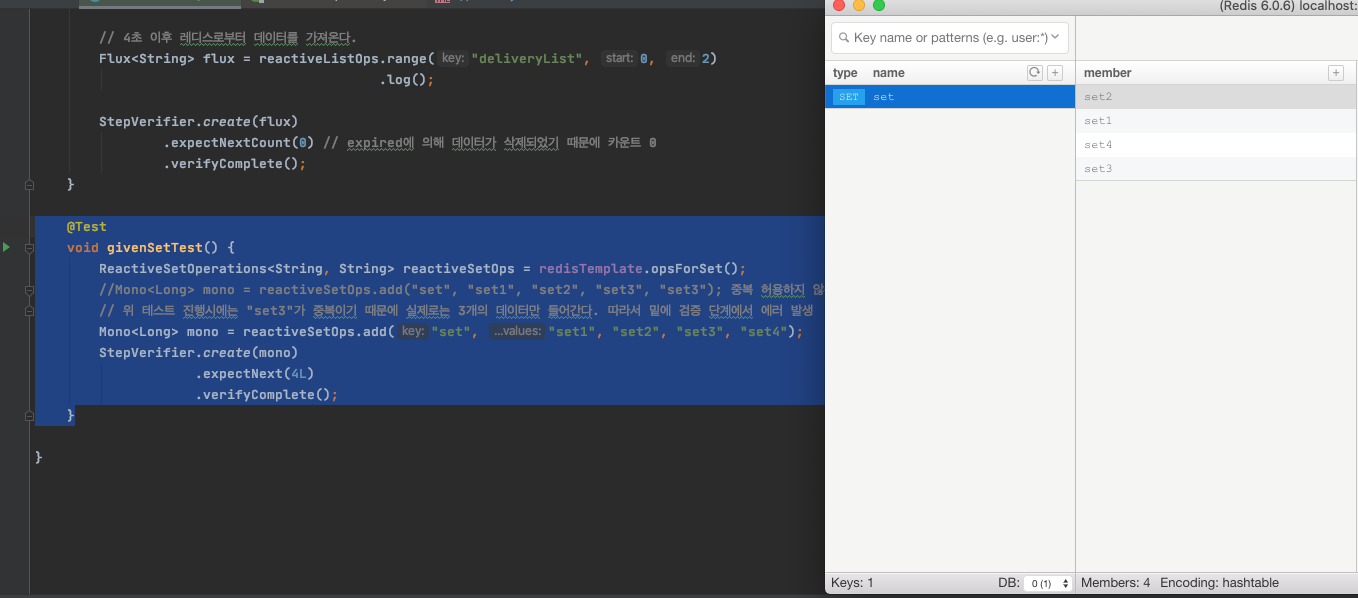 // 4초 이후 레디스로부터 데이터를 가져온다.
Flux<String> flux = reactiveListOps.range( key: "deliveryList", start: 0, end: 2)
.log();
StepVerifier.create(flux)
.expectNextCount(0) // expired에 의해 데이터가 삭제되었기 때문에 카운트 0
.verifyComplete();
}
@Test
void givenSetTest() {
ReactiveSetOperations<String, String> reactiveSetOps = redisTemplate.opsForSet();
//Mono<Long> mono = reactiveSetOps.add("set", "set1", "set2", "set3", "set3"); 중복 허용하지 않
// 위 테스트 진행시에는 "set3"가 중복이기 때문에 실제로는 3개의 데이터만 들어간다. 따라서 밑에 검증 단계에서 에러 발생
Mono<Long> mono = reactiveSetOps.add( key: "set", ...values: "set1", "set2", "set3", "set4");
StepVerifier.create(mono)
.expectNext(4L)
.verifyComplete();
}
}
(Redis 6.0.6) localhost:
Key name or patterns (e.g. user:*)
type name
SET set
member
set2
set1
set4
set3
Keys: 1 DB: 0 (1) Members: 4 Encoding: hashtable